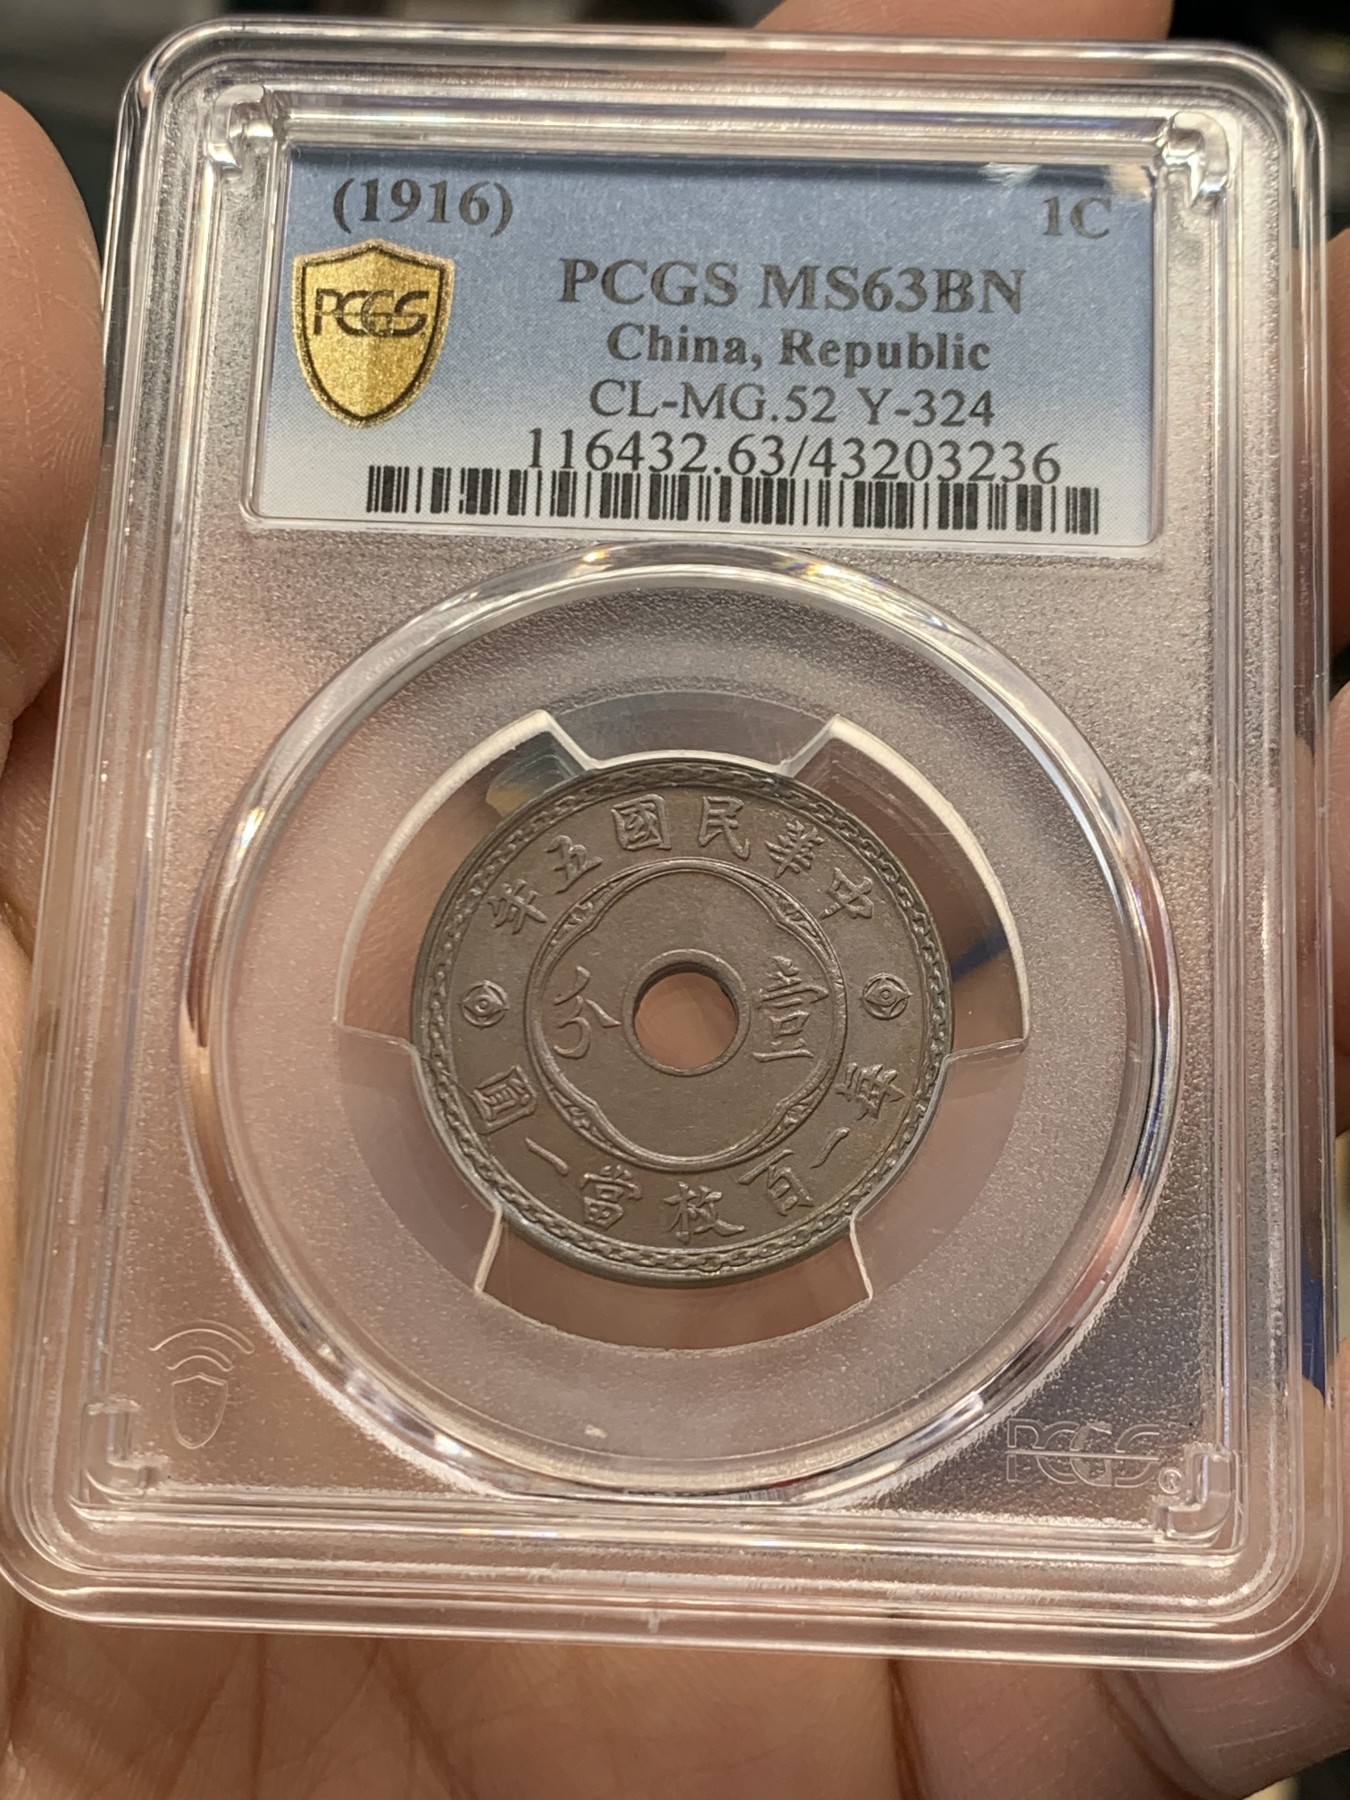 (1916) 1C
PCGS
PCGS MS63BN
China, Republic
CL-MG.52 Y-324
116432.63/43203236
中華民國五年
壹分
每一百枚當一圓
PCGS®